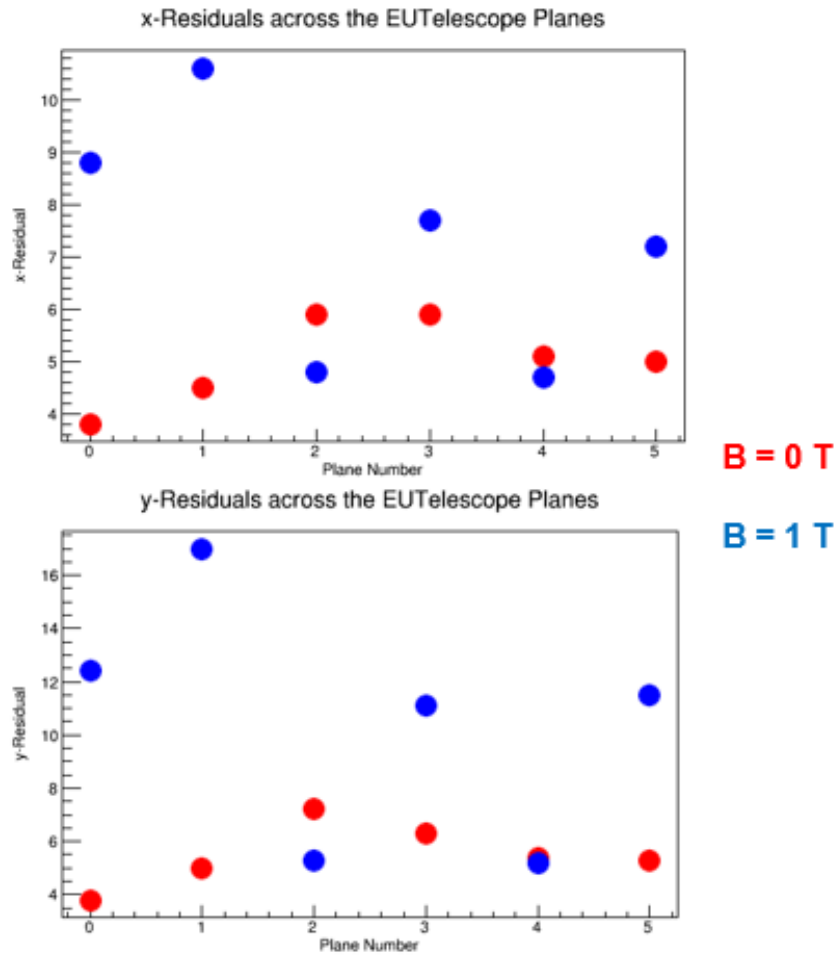 x-Residuals across the EUTelescope Planes
x-Residual
10
9
8
7
6
5
4
0 1 2 3 4 5
Plane Number
B = 0 T
y-Residuals across the EUTelescope Planes
B = 1 T
y-Residual
16
14
12
10
8
6
4
0 1 2 3 4 5
Plane Number